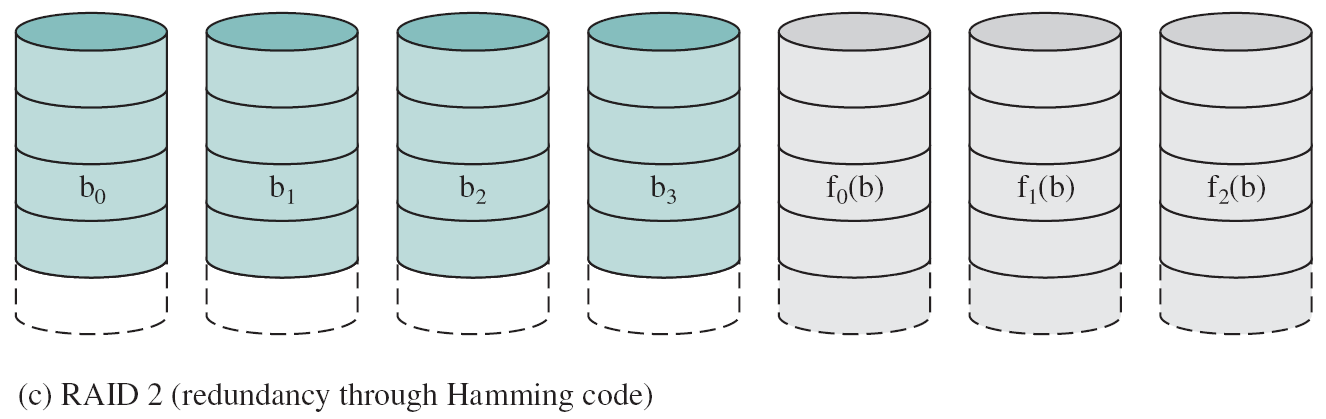 b₀ b₁ b₂ b₃ f₀(b) f₁(b) f₂(b)
(c) RAID 2 (redundancy through Hamming code)